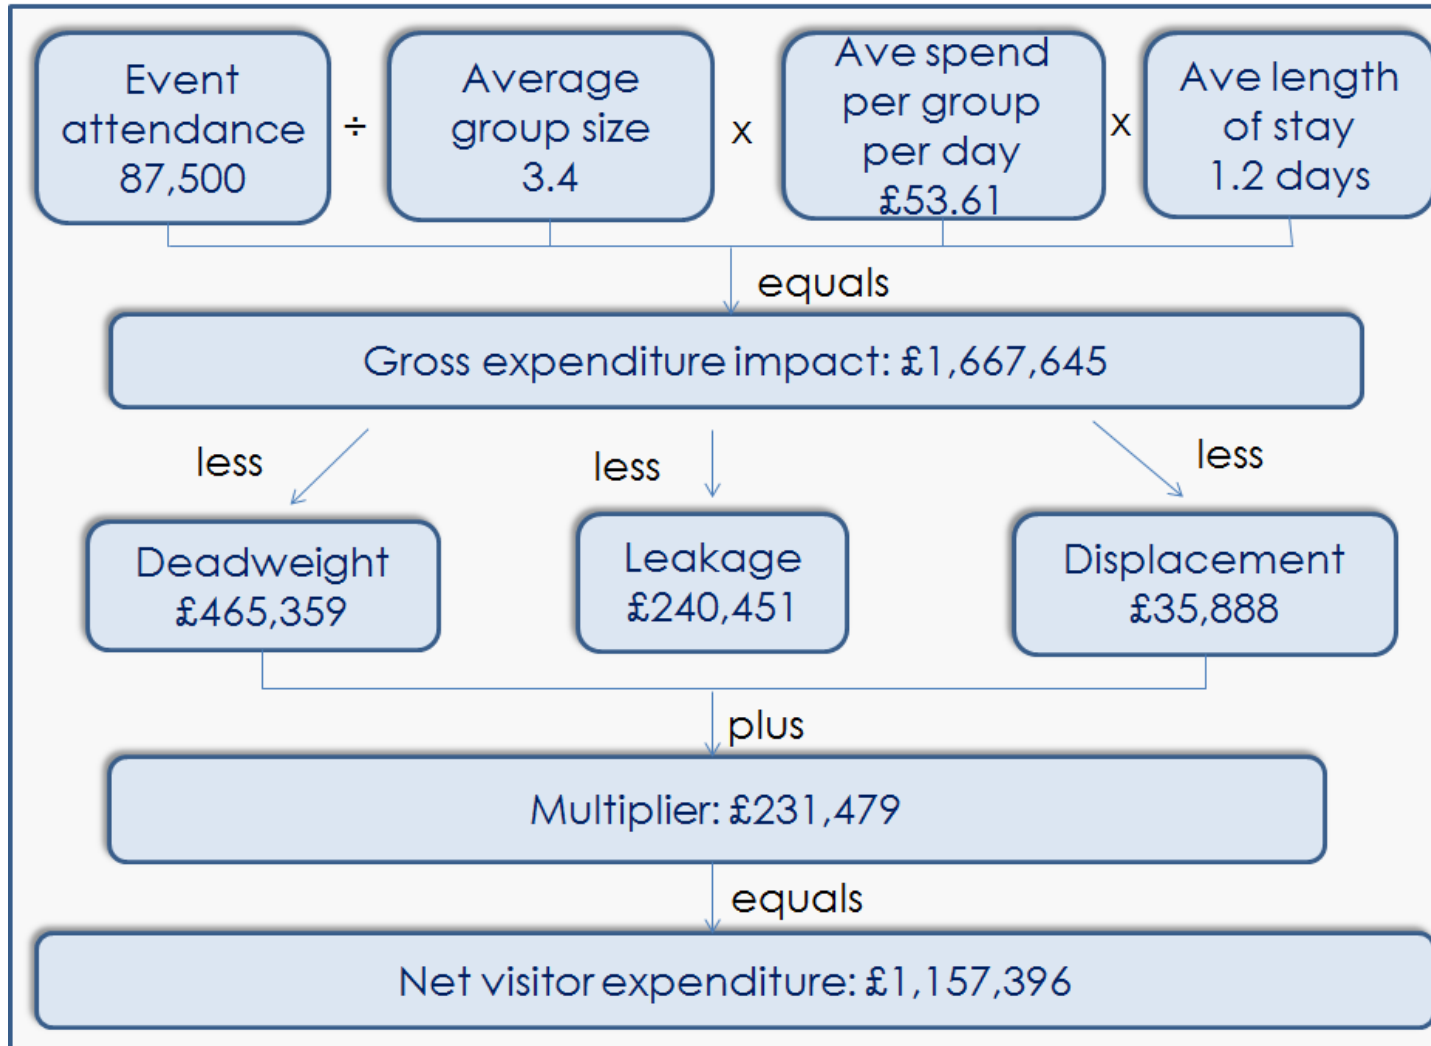 Event
attendance
87,500
÷
Average
group size
3.4
x
Ave spend
per group
per day
£53.61
x
Ave length
of stay
1.2 days
equals
Gross expenditure impact: £1,667,645
less
less
less
Deadweight
£465,359
Leakage
£240,451
Displacement
£35,888
plus
Multiplier: £231,479
equals
Net visitor expenditure: £1,157,396